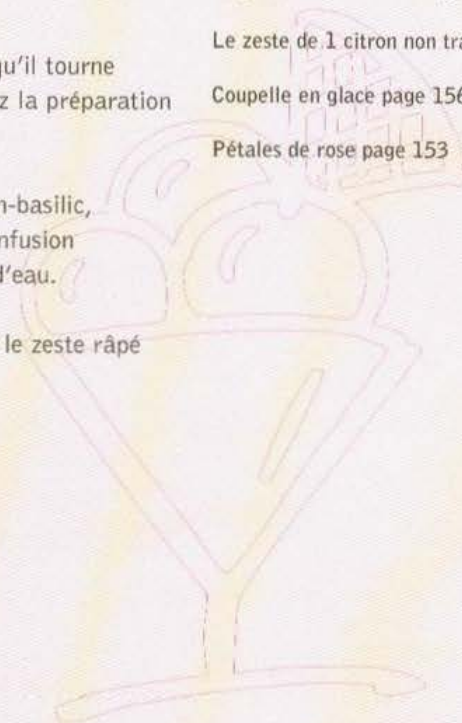 qu'il tourne
z la préparation
n-basilic,
nfusion
d'eau.
le zeste râpé
Le zeste de 1 citron non tra
Coupelle en glace page 156
Pétales de rose page 153